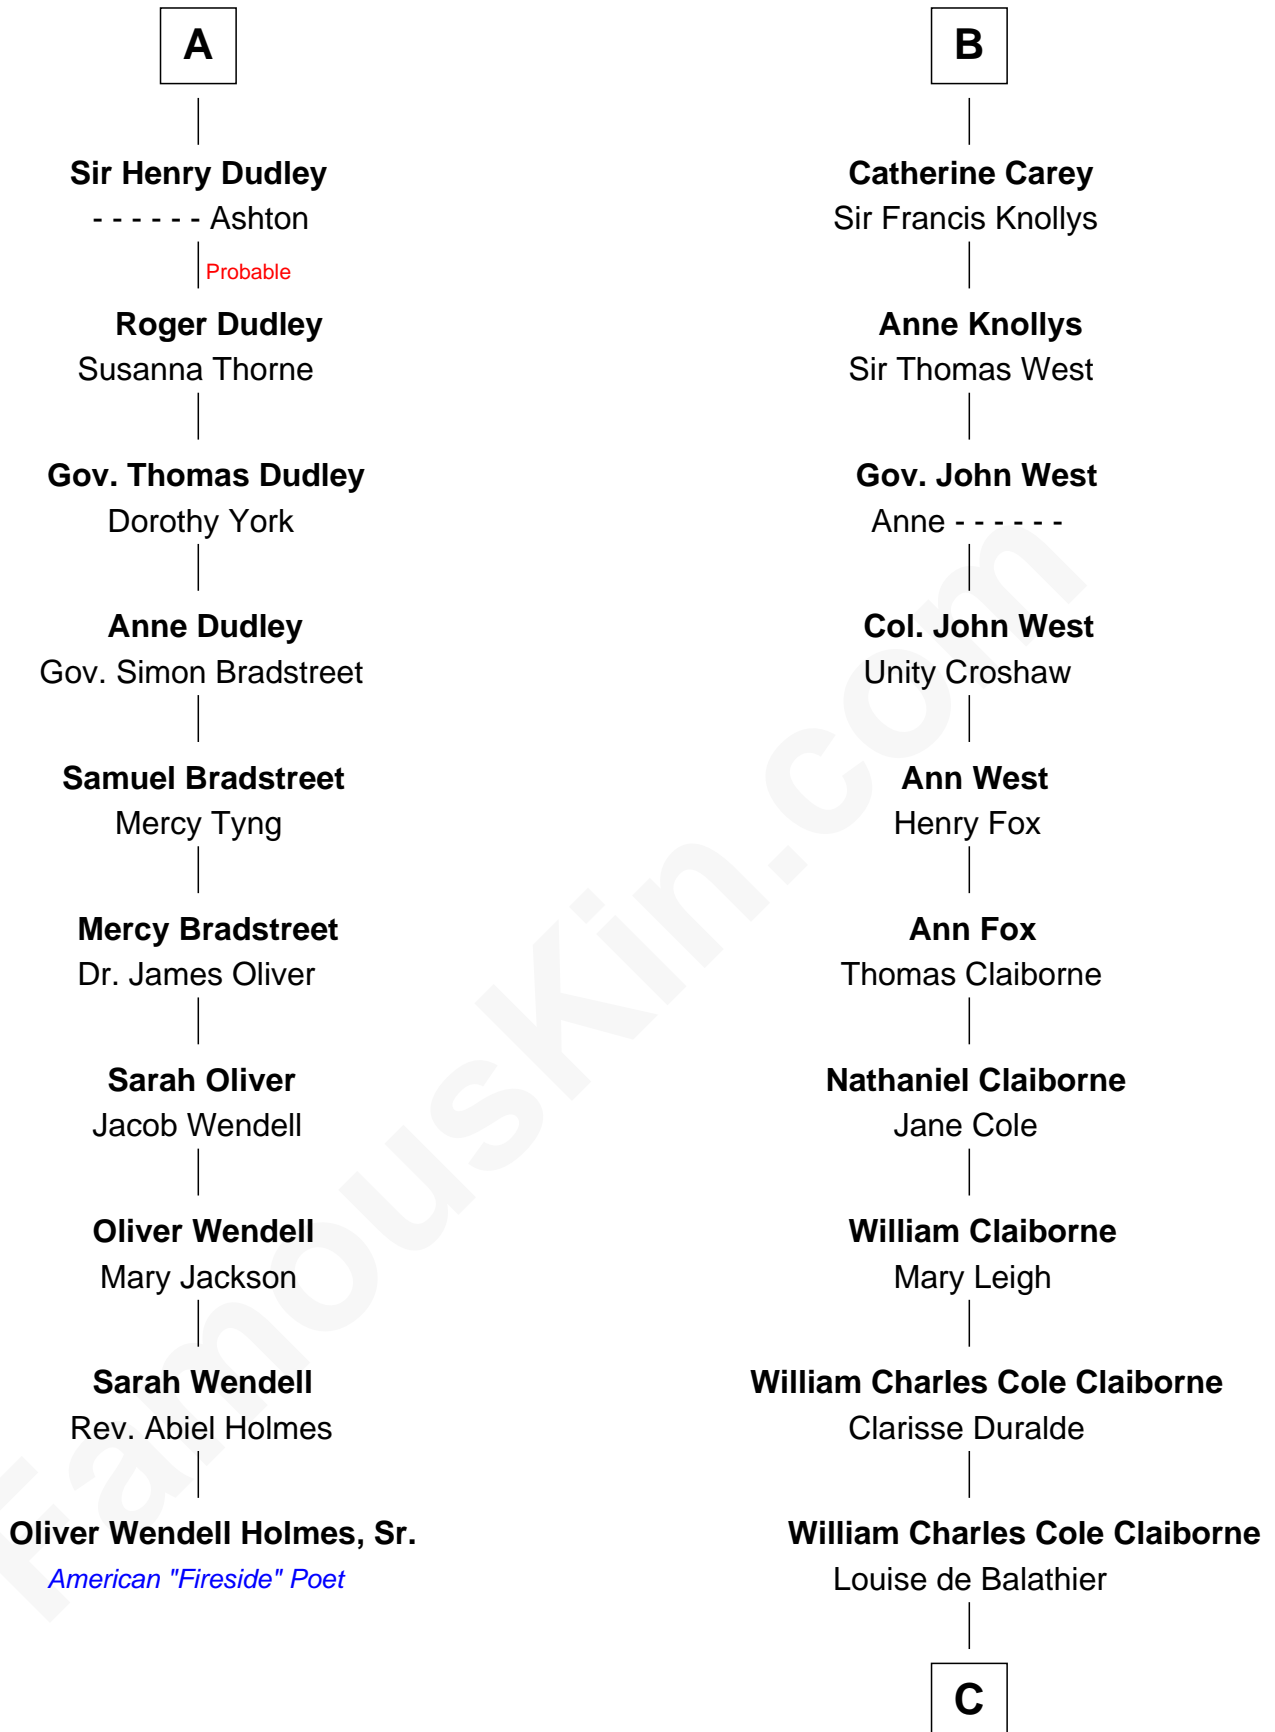 A
Sir Henry Dudley
- - - - - - Ashton
Probable
Roger Dudley
Susanna Thorne
Gov. Thomas Dudley
Dorothy York
Anne Dudley
Gov. Simon Bradstreet
Samuel Bradstreet
Mercy Tyng
Mercy Bradstreet
Dr. James Oliver
Sarah Oliver
Jacob Wendell
Oliver Wendell
Mary Jackson
Sarah Wendell
Rev. Abiel Holmes
Oliver Wendell Holmes, Sr.
American "Fireside" Poet
B
Catherine Carey
Sir Francis Knollys
Anne Knollys
Sir Thomas West
Gov. John West
Anne - - - - - -
Col. John West
Unity Croshaw
Ann West
Henry Fox
Ann Fox
Thomas Claiborne
Nathaniel Claiborne
Jane Cole
William Claiborne
Mary Leigh
William Charles Cole Claiborne
Clarisse Duralde
William Charles Cole Claiborne
Louise de Balathier
C
FamousKin.com